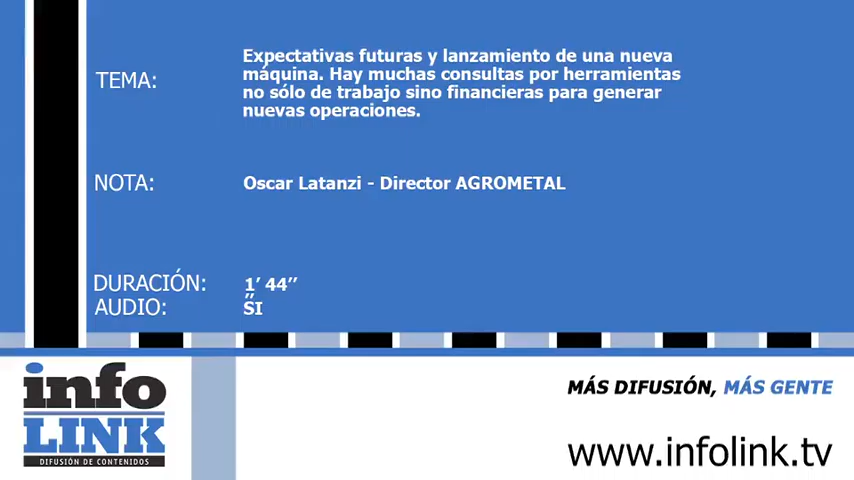 TEMA:
Expectativas futuras y lanzamiento de una nueva
máquina. Hay muchas consultas por herramientas
no sólo de trabajo sino financieras para generar
nuevas operaciones.
NOTA:
Oscar Latanzi - Director AGROMETAL
DURACIÓN:
1’ 44’’
AUDIO:
’’
SI
info
LINK
DIFUSIÓN DE CONTENIDOS
MÁS DIFUSIÓN, MÁS GENTE
www.infolink.tv